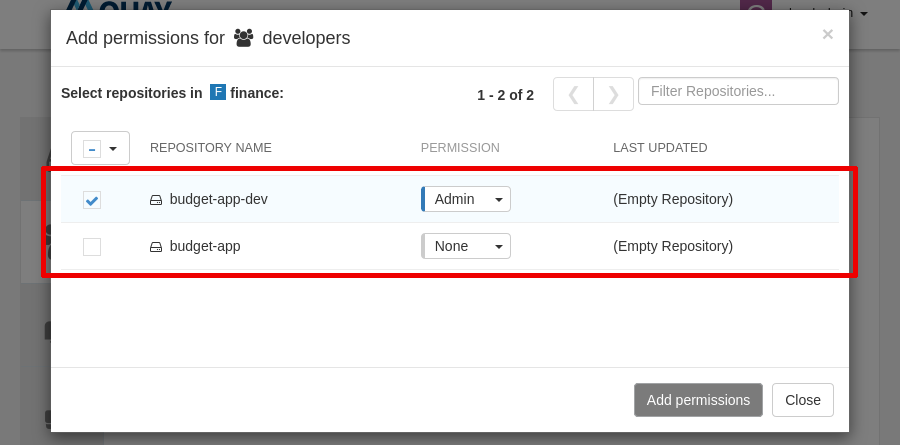 QUAY
Add permissions for developers
×
Select repositories in F finance:
1 - 2 of 2
Filter Repositories...
REPOSITORY NAME
PERMISSION
LAST UPDATED
budget-app-dev
Admin
(Empty Repository)
budget-app
None
(Empty Repository)
Add permissions
Close